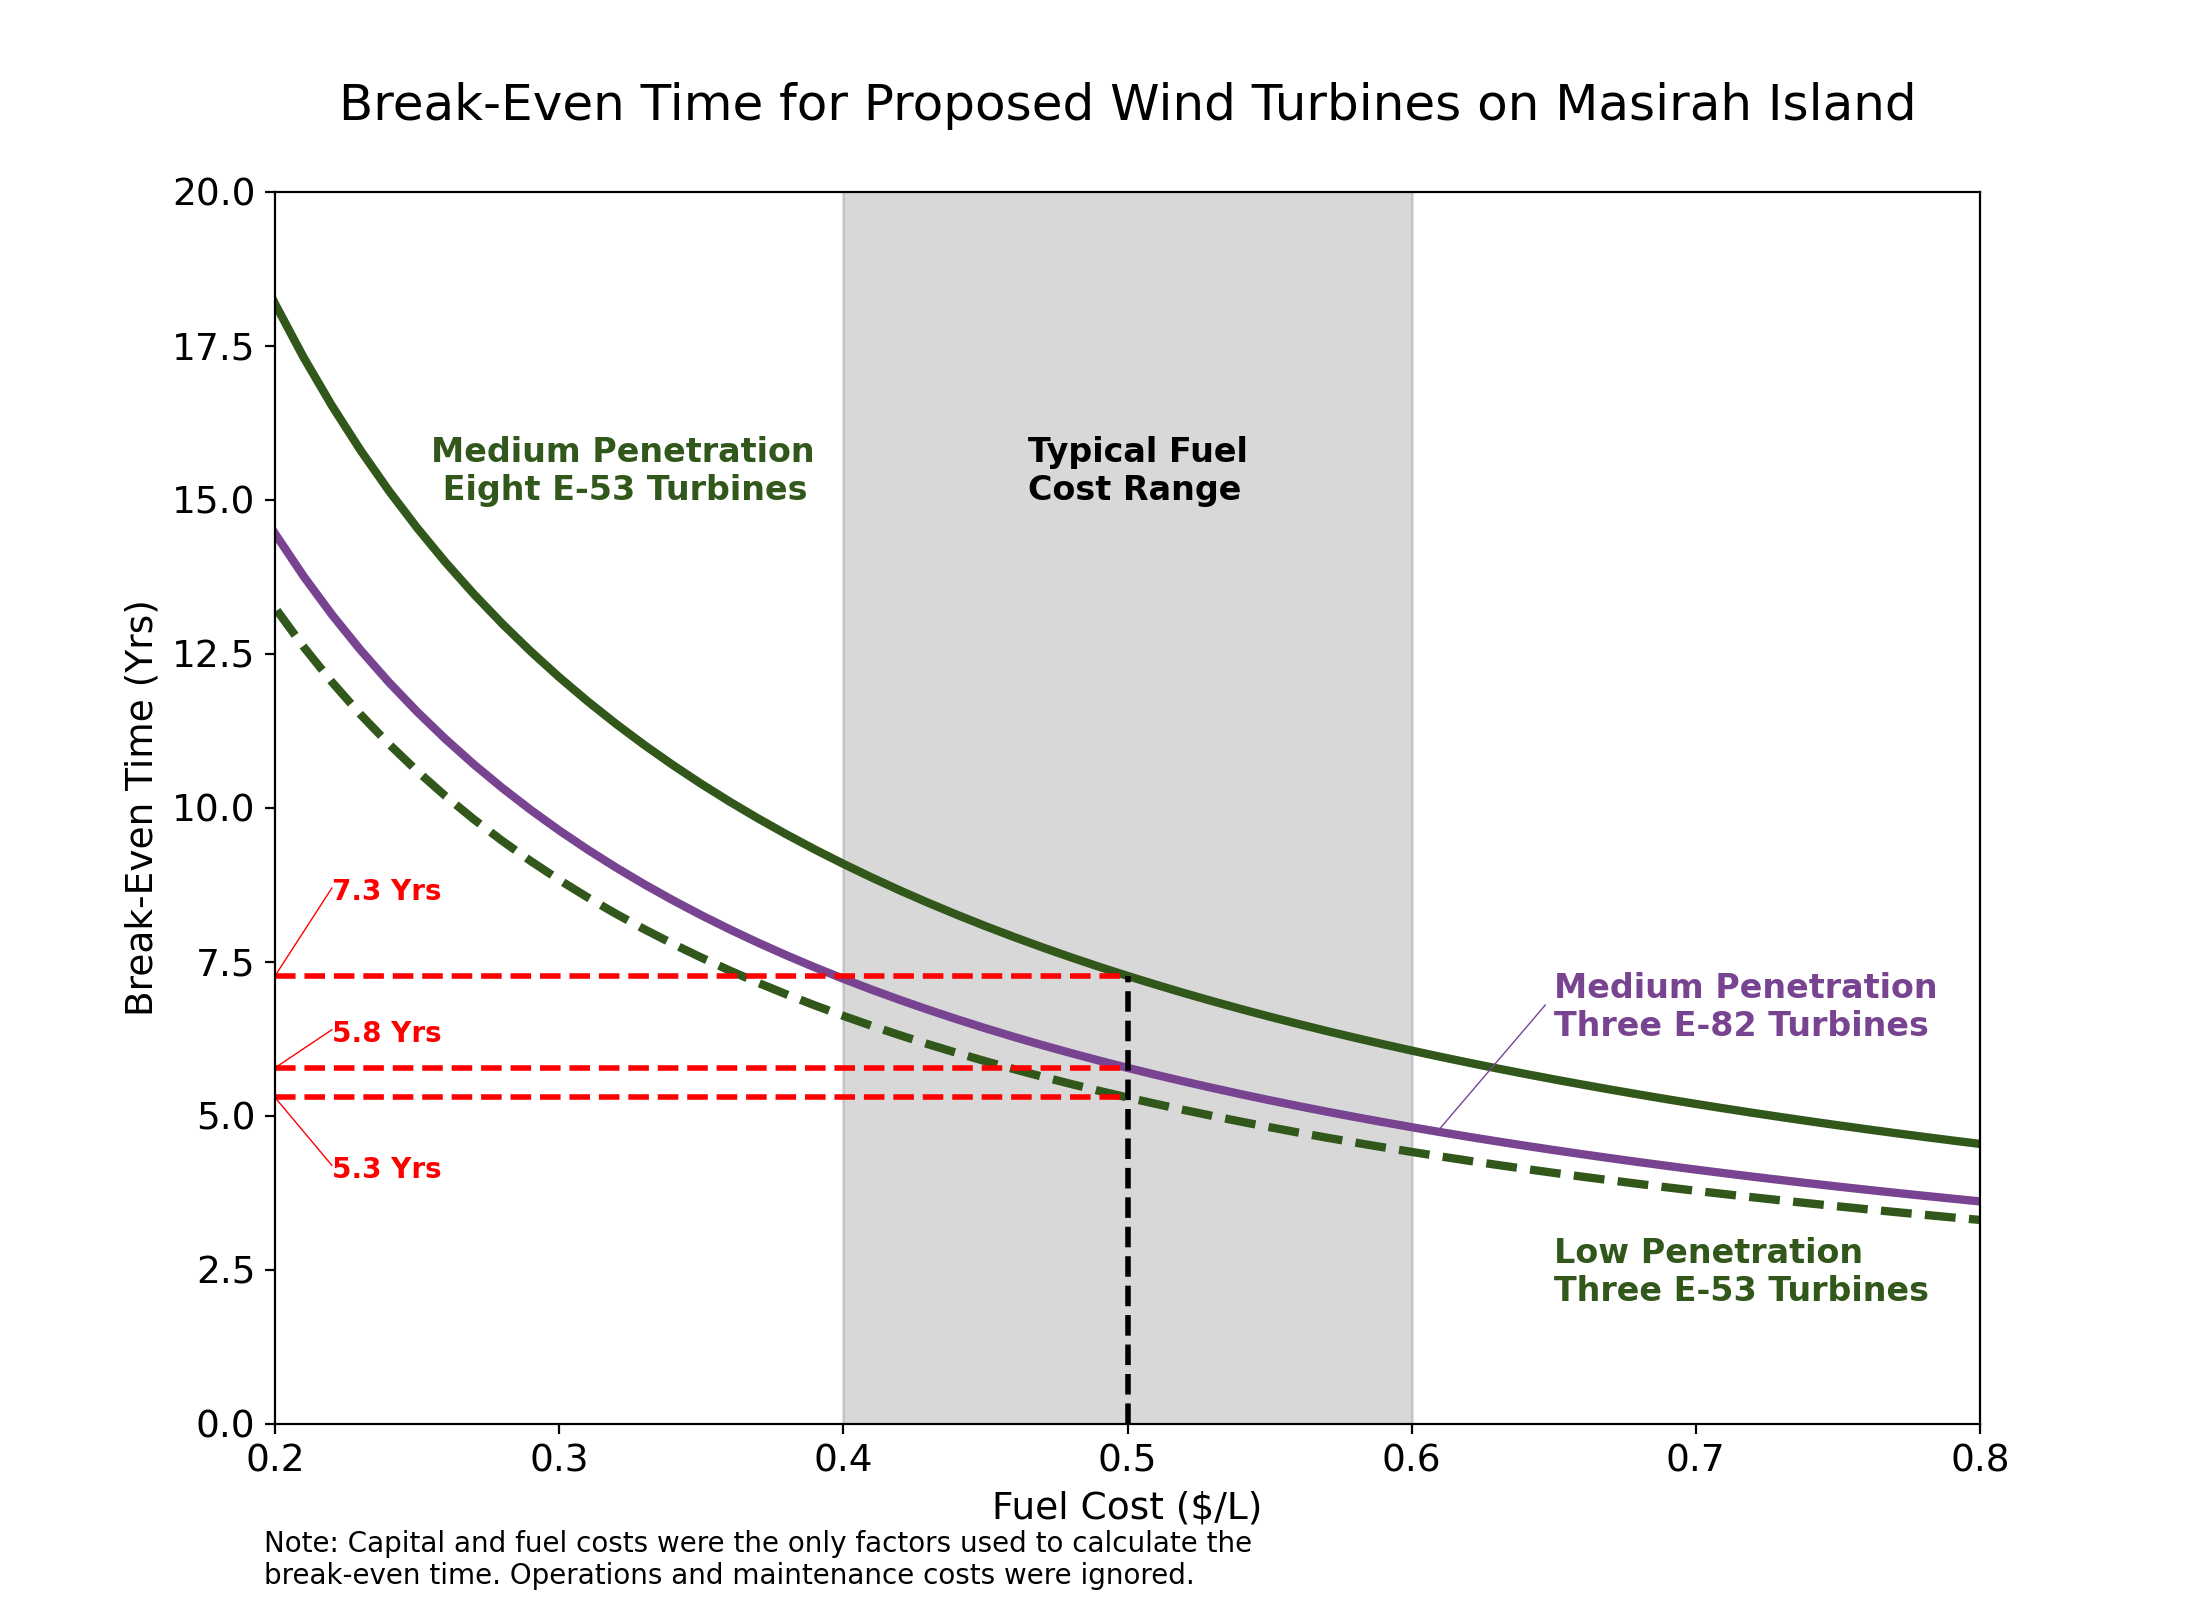 Break-Even Time for Proposed Wind Turbines on Masirah Island
20.0
17.5
15.0
12.5
10.0
7.5
5.0
2.5
0.0
Break-Even Time (Yrs)
Medium Penetration
Eight E-53 Turbines
Typical Fuel
Cost Range
7.3 Yrs
5.8 Yrs
5.3 Yrs
Medium Penetration
Three E-82 Turbines
Low Penetration
Three E-53 Turbines
0.2
0.3
0.4
0.5
0.6
0.7
0.8
Fuel Cost ($/L)
Note: Capital and fuel costs were the only factors used to calculate the
break-even time. Operations and maintenance costs were ignored.